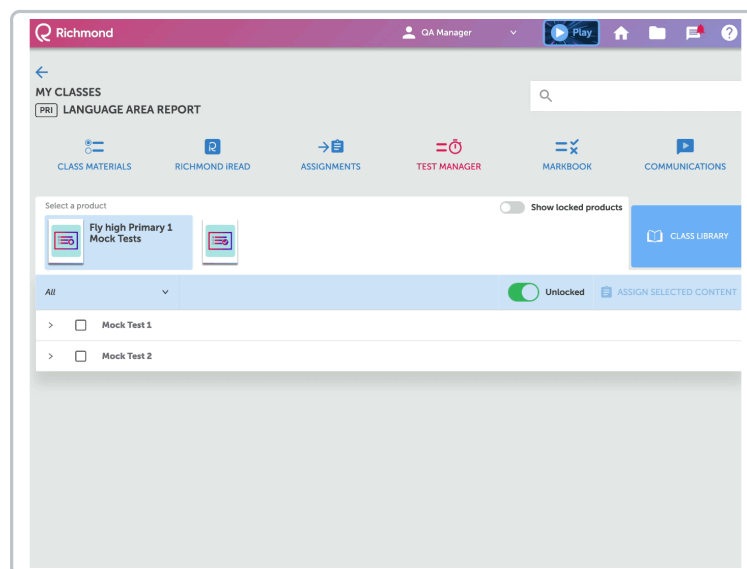 Richmond
QA Manager
Play
?
MY CLASSES
PRI LANGUAGE AREA REPORT
CLASS MATERIALS
R
RICHMOND iREAD
ASSIGNMENTS
TEST MANAGER
MARKBOOK
COMMUNICATIONS
Select a product
Show locked products
Fly high Primary 1
Mock Tests
CLASS LIBRARY
All
Unlocked
ASSIGN SELECTED CONTENT
Mock Test 1
Mock Test 2